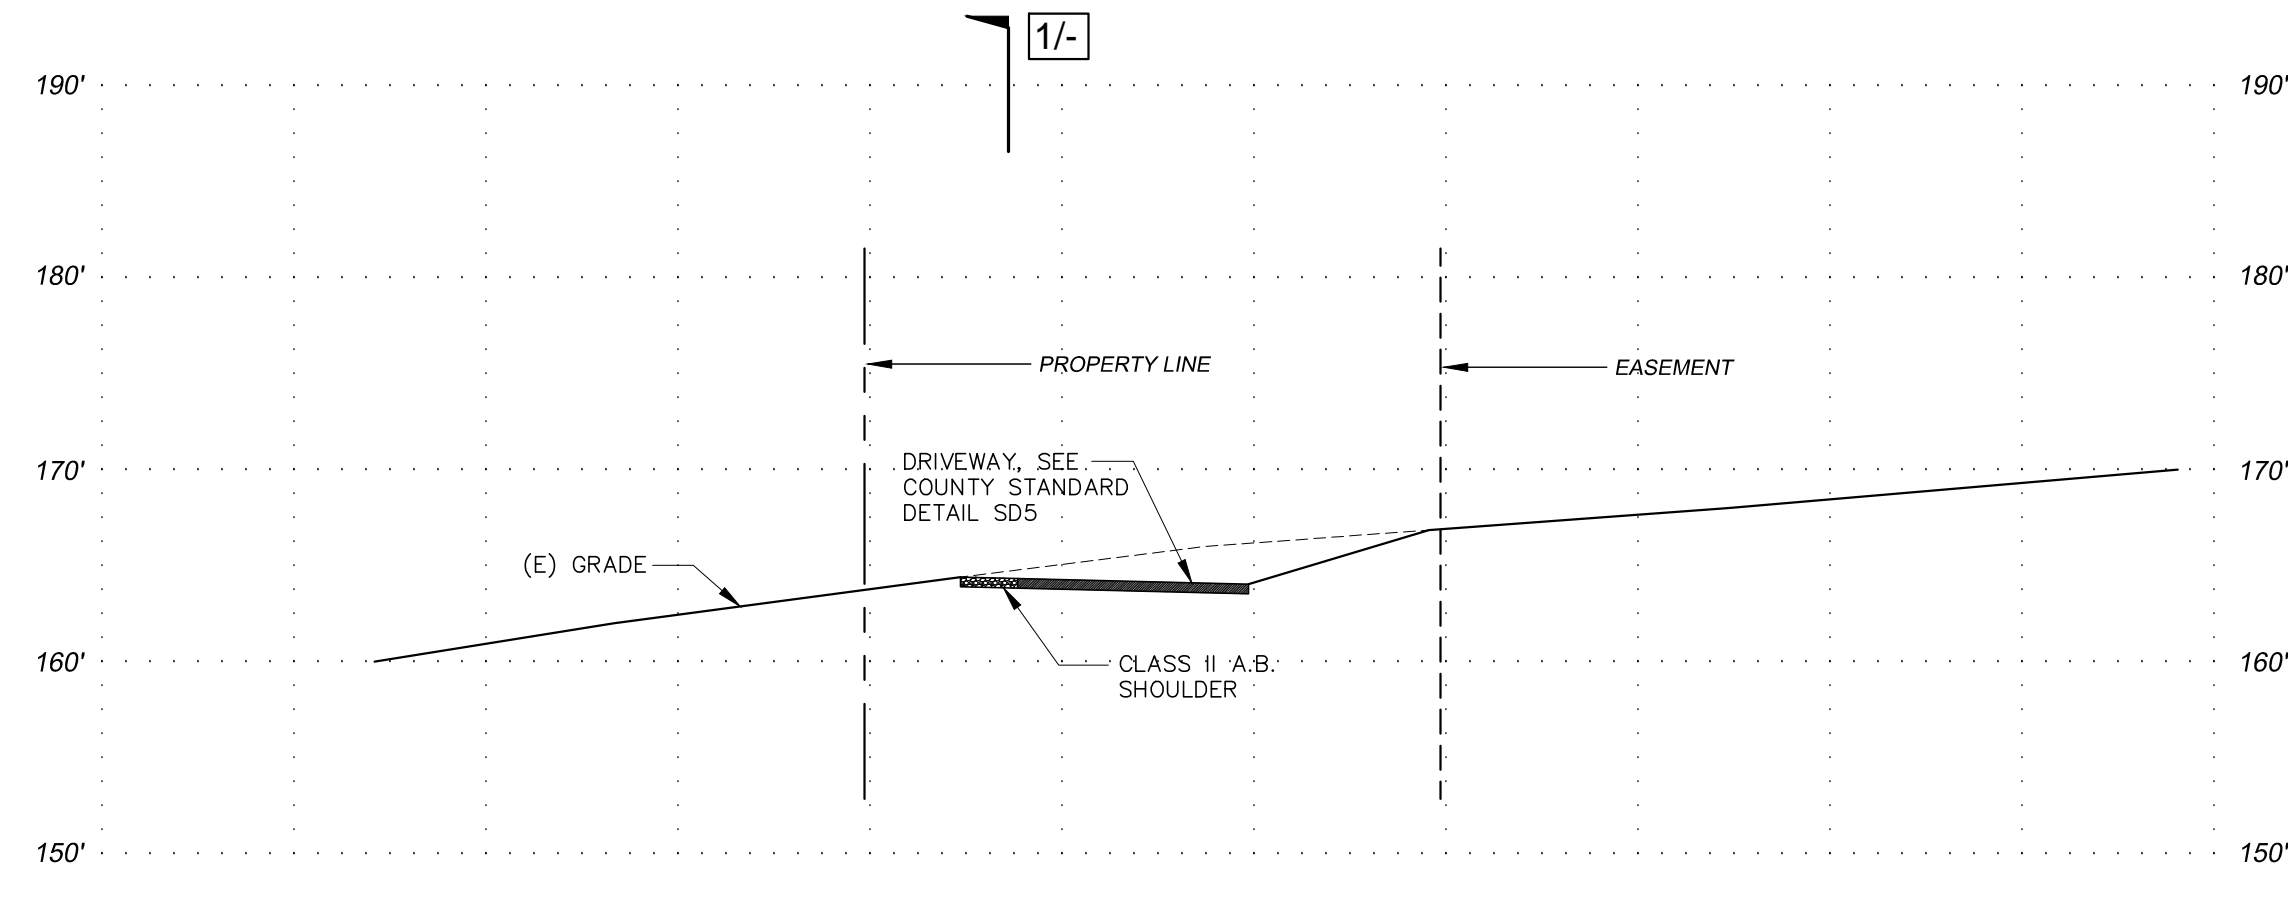 1/-
190' 190'
180' 180'
PROPERTY LINE
EASEMENT
DRIVEWAY, SEE
COUNTY STANDARD
DETAIL SD5
170' 170'
(E) GRADE
160' 160'
CLASS II A.B.
SHOULDER
150' 150'